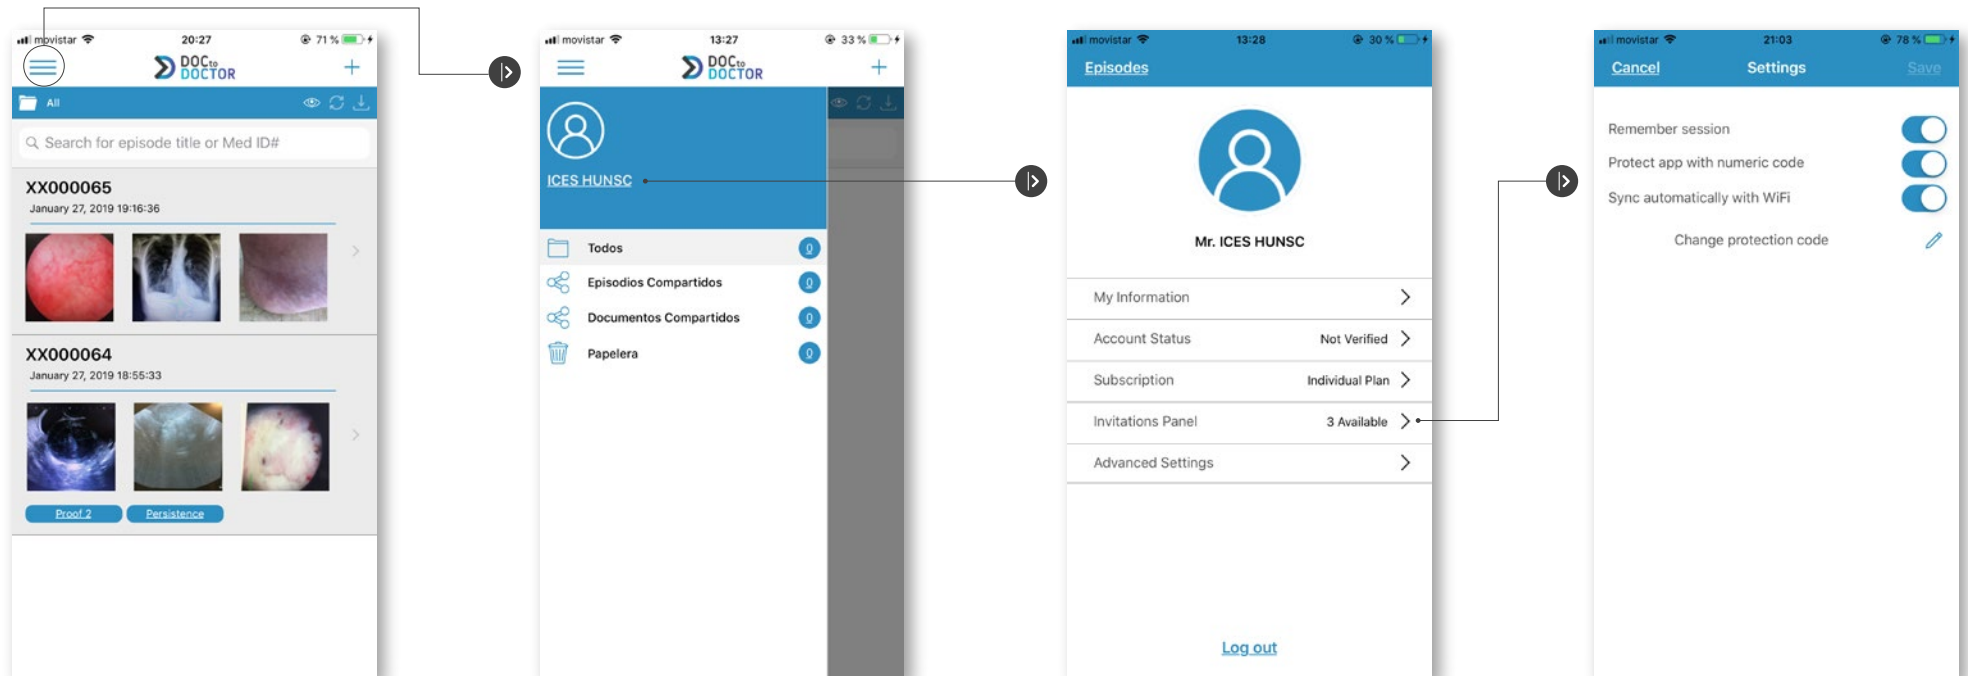 movistar 20:27 71 %
DOCto
DOCTOR
All
Search for episode title or Med ID#
XX000065
January 27, 2019 19:16:36
XX000064
January 27, 2019 18:55:33
Proof 2 Persistence
movistar 13:27 33 %
DOCto
DOCTOR
ICES HUNSC
Todos 0
Episodios Compartidos 0
Documentos Compartidos 0
Papelera 0
movistar 13:28 30 %
Episodes
Mr. ICES HUNSC
My Information
Account Status Not Verified
Subscription Individual Plan
Invitations Panel 3 Available
Advanced Settings
Log out
movistar 21:03 78 %
Cancel Settings Save
Remember session
Protect app with numeric code
Sync automatically with WiFi
Change protection code